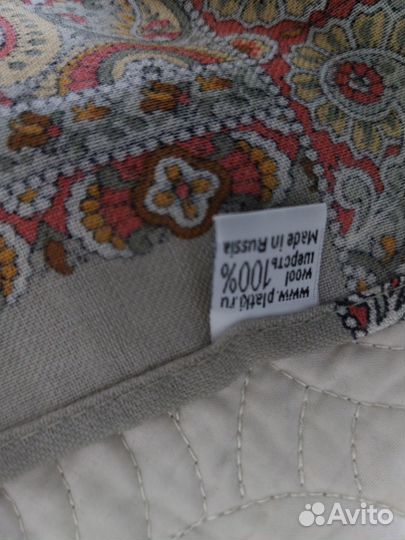 www.platki.ru
wool
шерсть 100%
Made in Russia
Avito